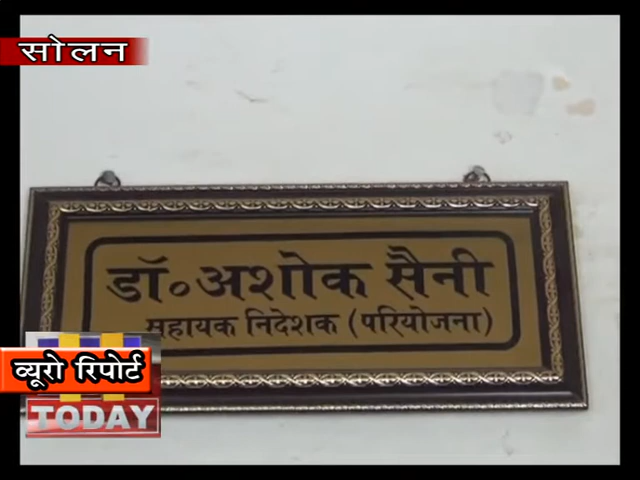 सोलन
डॉ॰ अशोक सैनी
सहायक निदेशक (परियोजना)
ब्यूरो रिपोर्ट
TODAY